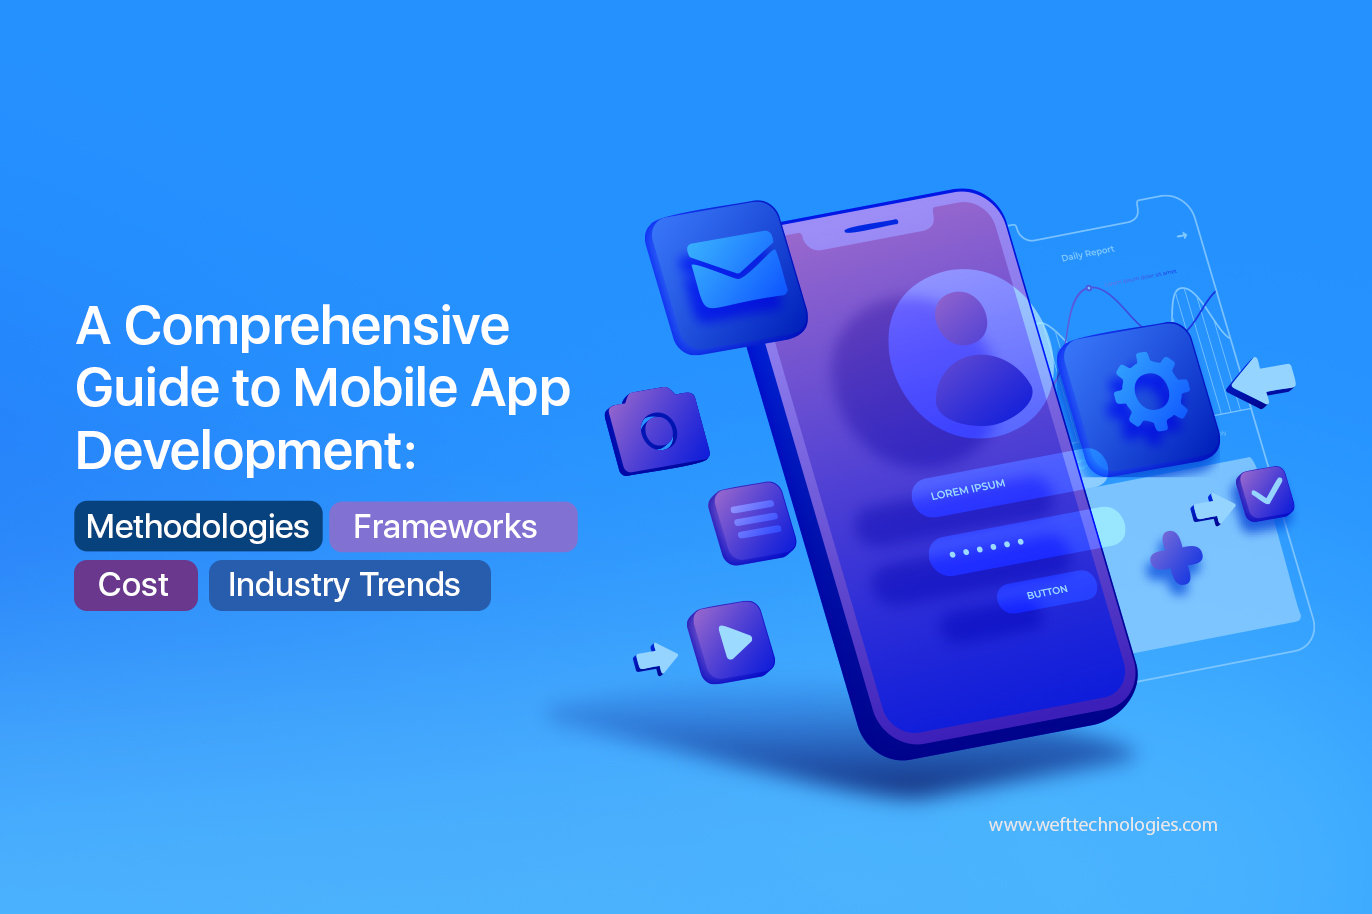 A Comprehensive
Guide to Mobile App
Development:
Methodologies
Frameworks
Cost
Industry Trends
Daily Report
LOREM IPSUM
BUTTON
www.wefttechnologies.com